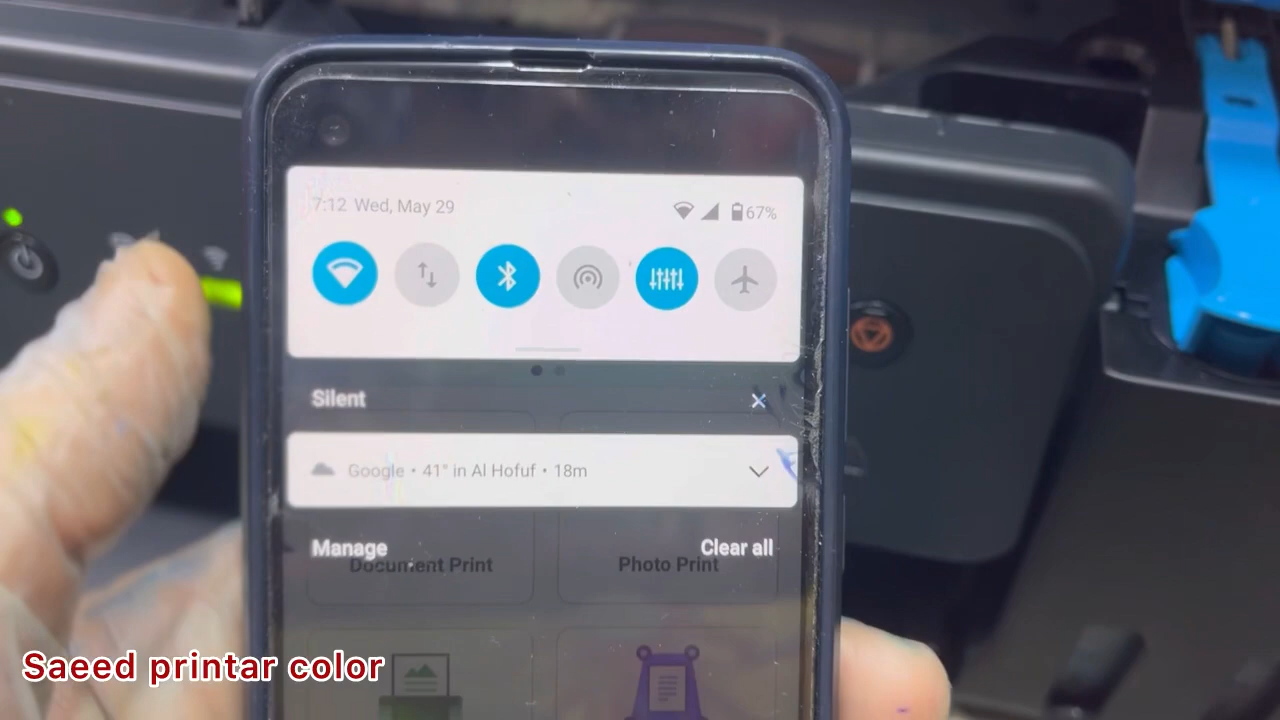 7:12 Wed, May 29
67%
Silent
Google • 41° in Al Hofuf • 18m
Manage
Clear all
Document Print
Photo Print
Saeed printar color